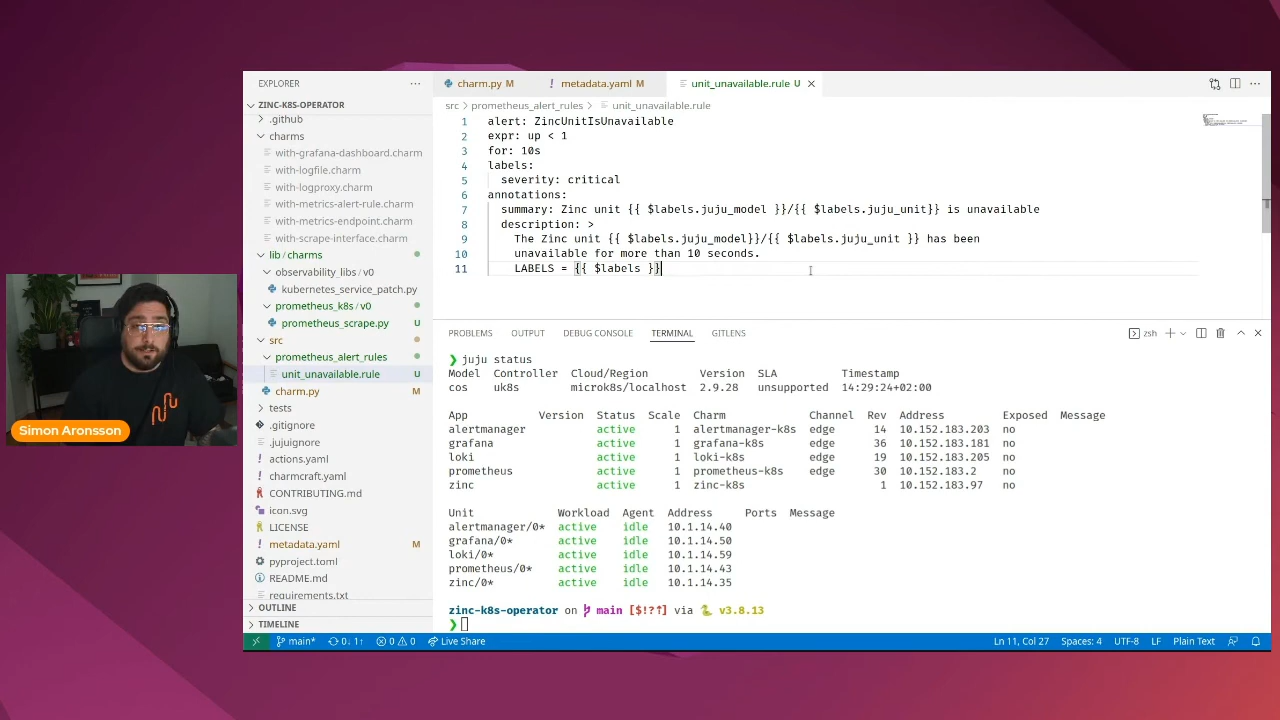 EXPLORER
ZINC-K8S-OPERATOR
.github
charms
with-grafana-dashboard.charm
with-logfile.charm
with-logproxy.charm
with-metrics-alert-rule.charm
with-metrics-endpoint.charm
with-scrape-interface.charm
lib/charms
observability_libs / v0
kubernetes_service_patch.py
prometheus_k8s / v0
prometheus_scrape.py U
src
prometheus_alert_rules
unit_unavailable.rule U
charm.py M
tests
.gitignore
.jujuignore
actions.yaml
charmcraft.yaml
CONTRIBUTING.md
icon.svg
LICENSE
metadata.yaml M
pyproject.toml
README.md
requirements.txt
OUTLINE
TIMELINE
charm.py M
metadata.yaml M
unit_unavailable.rule U
src > prometheus_alert_rules > unit_unavailable.rule
1 alert: ZincUnitIsUnavailable
2 expr: up < 1
3 for: 10s
4 labels:
5 severity: critical
6 annotations:
7 summary: Zinc unit {{ $labels.juju_model }}/{{ $labels.juju_unit}} is unavailable
8 description: >
9 The Zinc unit {{ $labels.juju_model}}/{{ $labels.juju_unit }} has been
10 unavailable for more than 10 seconds.
11 LABELS = {{ $labels }}
PROBLEMS OUTPUT DEBUG CONSOLE TERMINAL GITLENS
zsh
❯ juju status
Model Controller Cloud/Region Version SLA Timestamp
cos uk8s microk8s/localhost 2.9.28 unsupported 14:29:24+02:00
App Version Status Scale Charm Channel Rev Address Exposed Message
alertmanager active 1 alertmanager-k8s edge 14 10.152.183.203 no
grafana active 1 grafana-k8s edge 36 10.152.183.181 no
loki active 1 loki-k8s edge 19 10.152.183.205 no
prometheus active 1 prometheus-k8s edge 30 10.152.183.2 no
zinc active 1 zinc-k8s 1 10.152.183.97 no
Unit Workload Agent Address Ports Message
alertmanager/0* active idle 10.1.14.40
grafana/0* active idle 10.1.14.50
loki/0* active idle 10.1.14.59
prometheus/0* active idle 10.1.14.43
zinc/0* active idle 10.1.14.35
zinc-k8s-operator on main [$!?⇡] via v3.8.13
❯
main* 0↓ 1↑ 0 0 Live Share
Ln 11, Col 27 Spaces: 4 UTF-8 LF Plain Text
Simon Aronsson